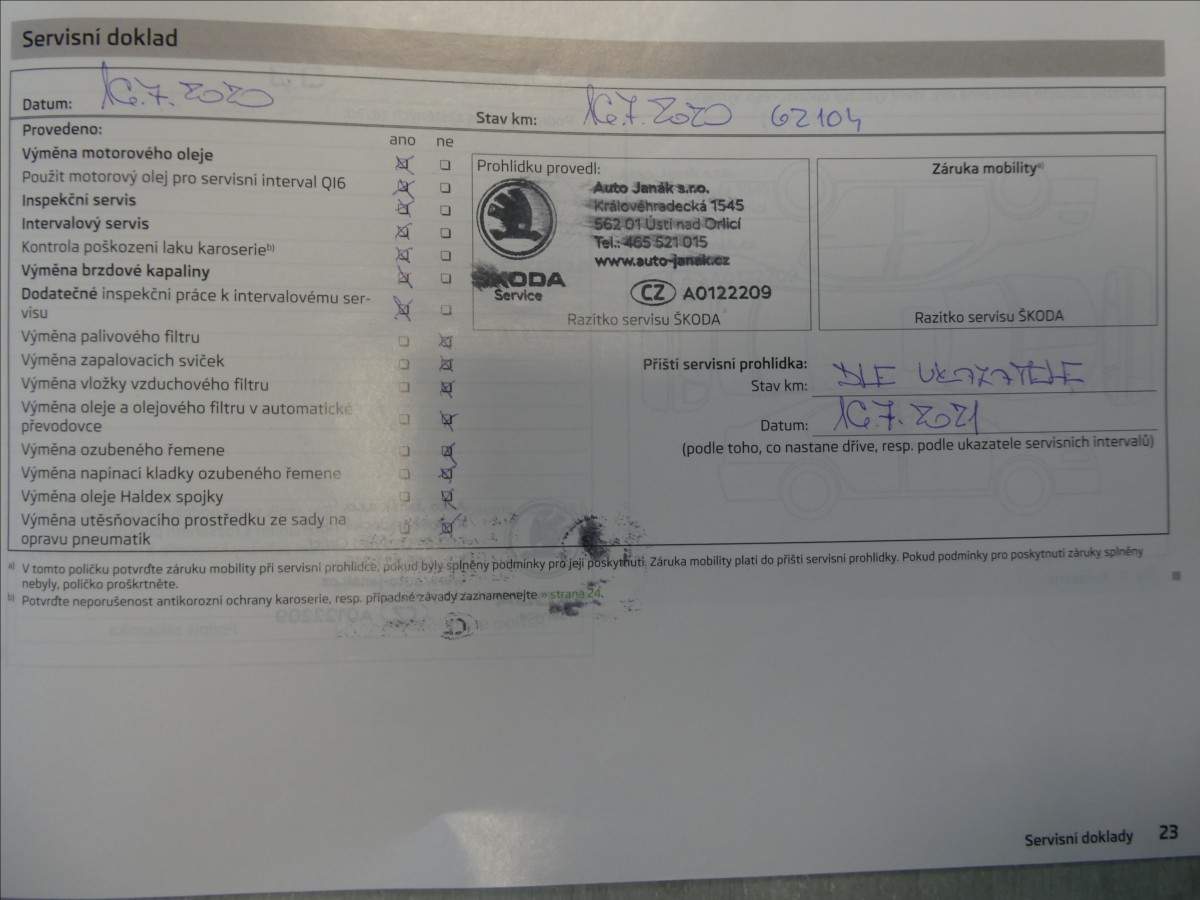 Servisní doklad
Datum: 16.7.2020
Stav km: 16.7.2020 62104
Provedeno:
ano ne
Výměna motorového oleje
Použit motorový olej pro servisní interval QI6
Inspekční servis
Intervalový servis
Kontrola poškození laku karoserie b)
Výměna brzdové kapaliny
Dodatečné inspekční práce k intervalovému ser-
visu
Výměna palivového filtru
Výměna zapalovacích svíček
Výměna vložky vzduchového filtru
Výměna oleje a olejového filtru v automatické
převodovce
Výměna ozubeného řemene
Výměna napínací kladky ozubeného řemene
Výměna oleje Haldex spojky
Výměna utěsňovacího prostředku ze sady na
opravu pneumatik
Prohlídku provedl:
Auto Janák s.r.o.
Královéhradecká 1545
562 01 Ústí nad Orlicí
Tel.: 465 521 015
www.auto-janak.cz
ŠKODA
Service
CZ A0122209
Razítko servisu ŠKODA
Záruka mobility a)
Razítko servisu ŠKODA
Příští servisní prohlídka:
Stav km: DLE UKAZATELE
Datum: 16.7.2021
(podle toho, co nastane dříve, resp. podle ukazatele servisních intervalů)
a) V tomto políčku potvrďte záruku mobility při servisní prohlídce, pokud byly splněny podmínky pro její poskytnutí. Záruka mobility platí do příští servisní prohlídky. Pokud podmínky pro poskytnutí záruky splněny
nebyly, políčko proškrtněte.
b) Potvrďte neporušenost antikorozní ochrany karoserie, resp. případné závady zaznamenejte » strana 24.
Servisní doklady 23